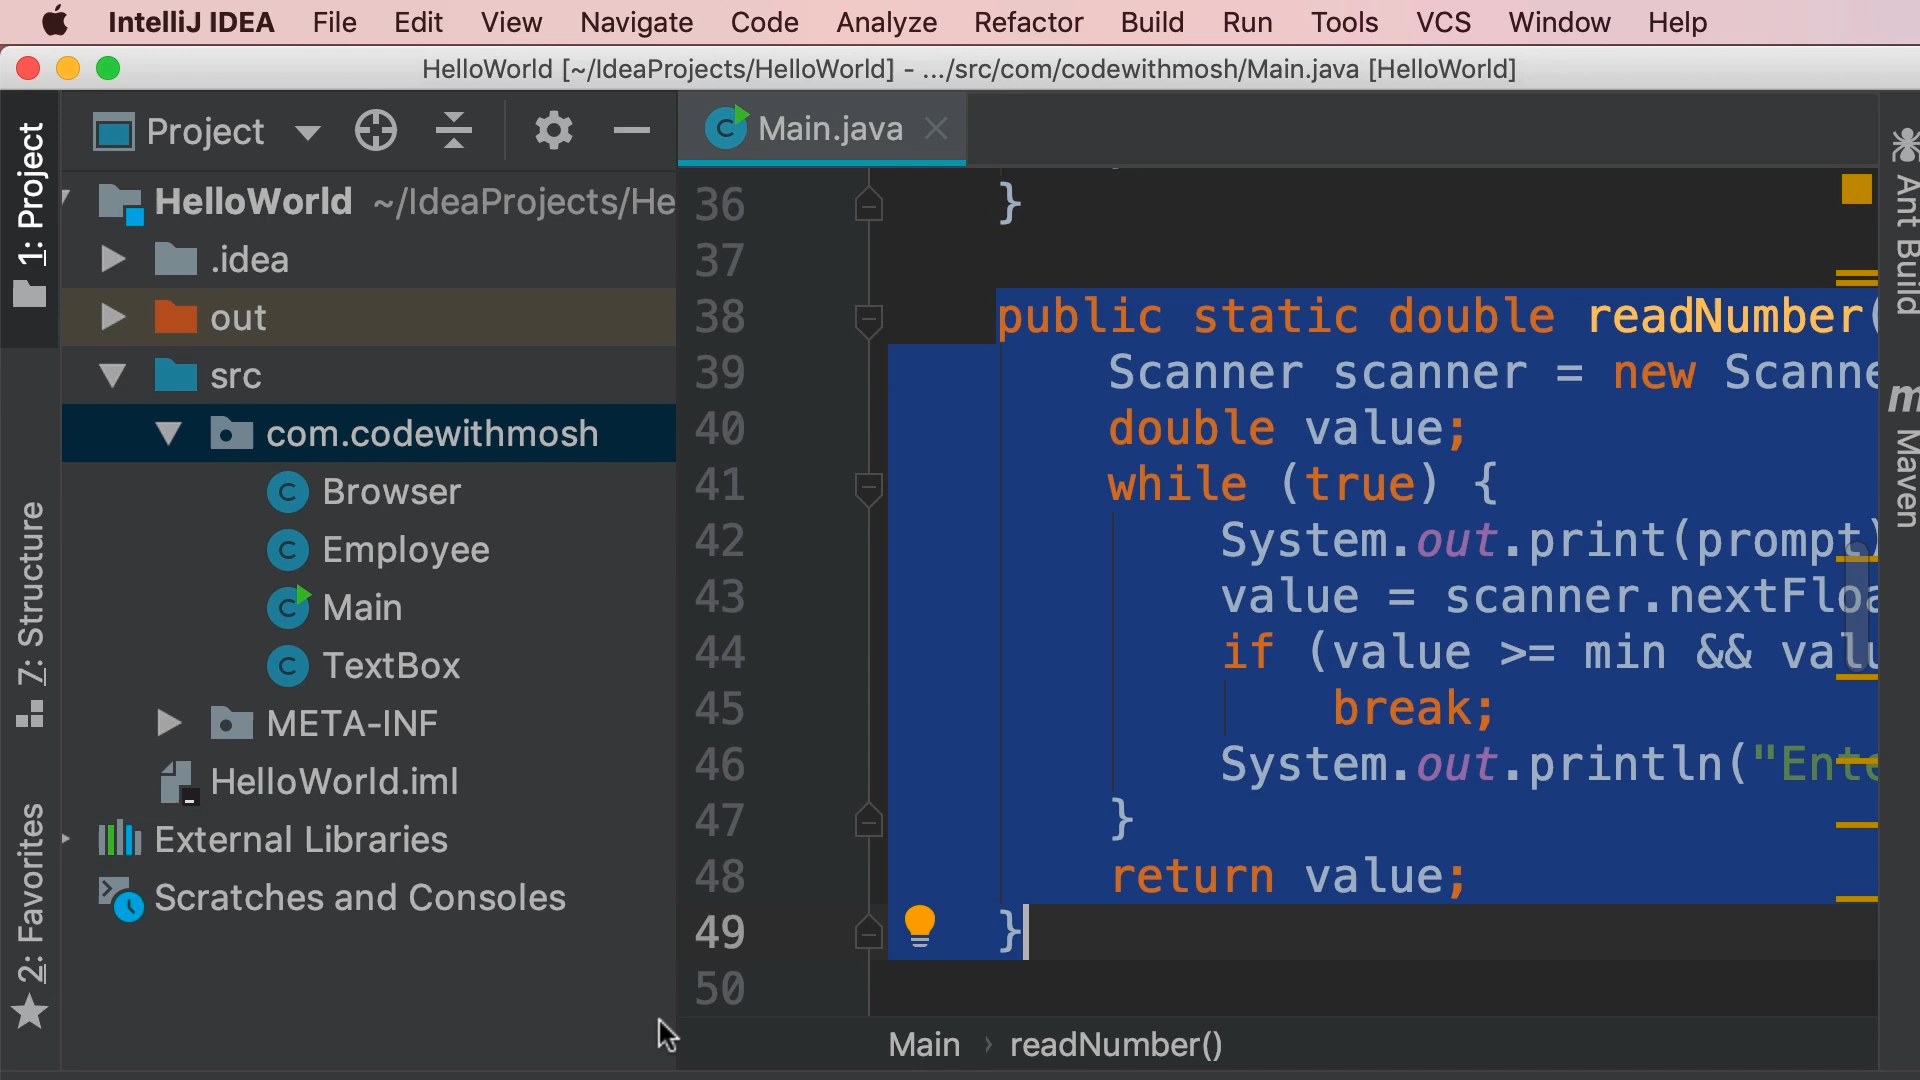 IntelliJ IDEA File Edit View Navigate Code Analyze Refactor Build Run Tools VCS Window Help
HelloWorld [~/IdeaProjects/HelloWorld] - .../src/com/codewithmosh/Main.java [HelloWorld]
1: Project
7: Structure
2: Favorites
Project
HelloWorld ~/IdeaProjects/He
.idea
out
src
com.codewithmosh
Browser
Employee
Main
TextBox
META-INF
HelloWorld.iml
External Libraries
Scratches and Consoles
Main.java
36 }
37
38 public static double readNumber(
39 Scanner scanner = new Scanne
40 double value;
41 while (true) {
42 System.out.print(prompt)
43 value = scanner.nextFloa
44 if (value >= min && valu
45 break;
46 System.out.println("Ente
47 }
48 return value;
49 }
50
Main › readNumber()
Ant Build
m Maven